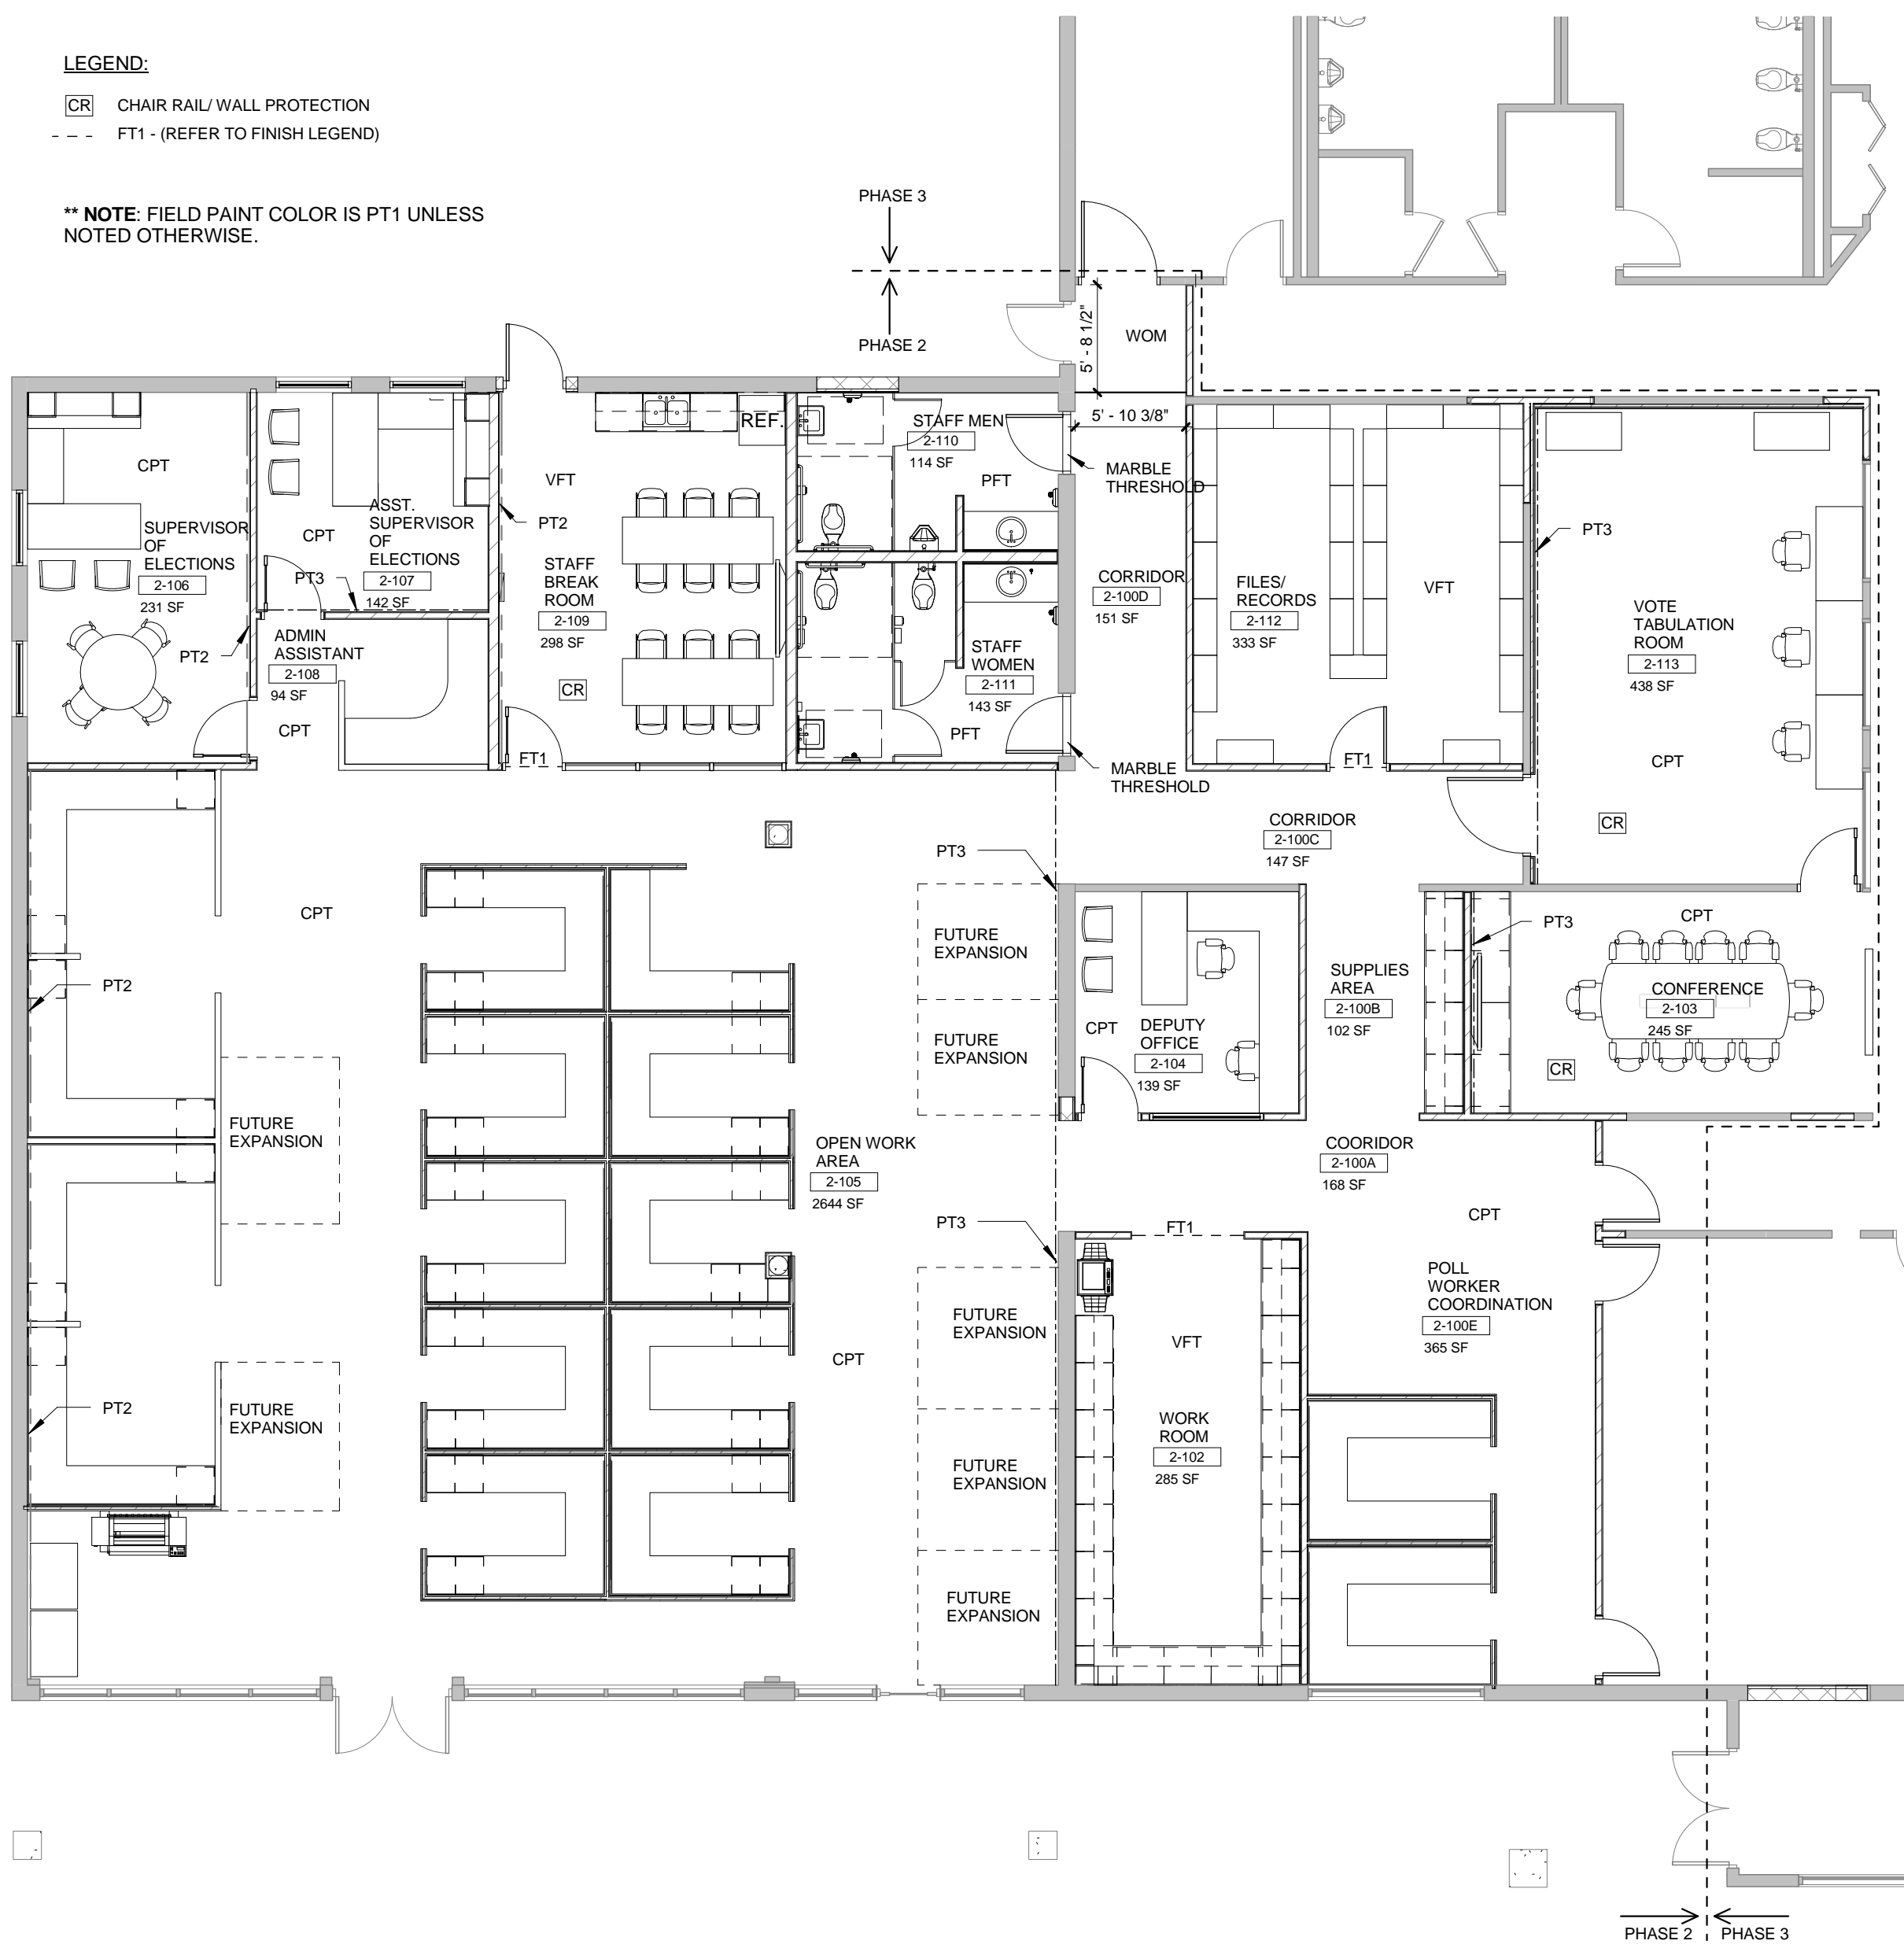 LEGEND:
CR CHAIR RAIL/ WALL PROTECTION
FT1 - (REFER TO FINISH LEGEND)
** NOTE: FIELD PAINT COLOR IS PT1 UNLESS
NOTED OTHERWISE.
PHASE 3
PHASE 2
5' - 8 1/2"
WOM
5' - 10 3/8"
REF.
STAFF MEN
2-110
114 SF
PFT
MARBLE
THRESHOLD
CPT
SUPERVISOR
OF
ELECTIONS
2-106
231 SF
PT2
CPT
ASST.
SUPERVISOR
OF
ELECTIONS
2-107
142 SF
PT3
ADMIN
ASSISTANT
2-108
94 SF
CPT
VFT
PT2
STAFF
BREAK
ROOM
2-109
298 SF
CR
FT1
STAFF
WOMEN
2-111
143 SF
PFT
MARBLE
THRESHOLD
CORRIDOR
2-100D
151 SF
FILES/
RECORDS
2-112
333 SF
VFT
FT1
PT3
VOTE
TABULATION
ROOM
2-113
438 SF
CPT
CR
CORRIDOR
2-100C
147 SF
PT3
CPT
FUTURE
EXPANSION
FUTURE
EXPANSION
PT2
FUTURE
EXPANSION
OPEN WORK
AREA
2-105
2644 SF
CPT
DEPUTY
OFFICE
2-104
139 SF
SUPPLIES
AREA
2-100B
102 SF
PT3
CPT
CONFERENCE
2-103
245 SF
CR
COORIDOR
2-100A
168 SF
CPT
PT3
FT1
POLL
WORKER
COORDINATION
2-100E
365 SF
FUTURE
EXPANSION
VFT
CPT
PT2
FUTURE
EXPANSION
WORK
ROOM
2-102
285 SF
FUTURE
EXPANSION
FUTURE
EXPANSION
PHASE 2
PHASE 3